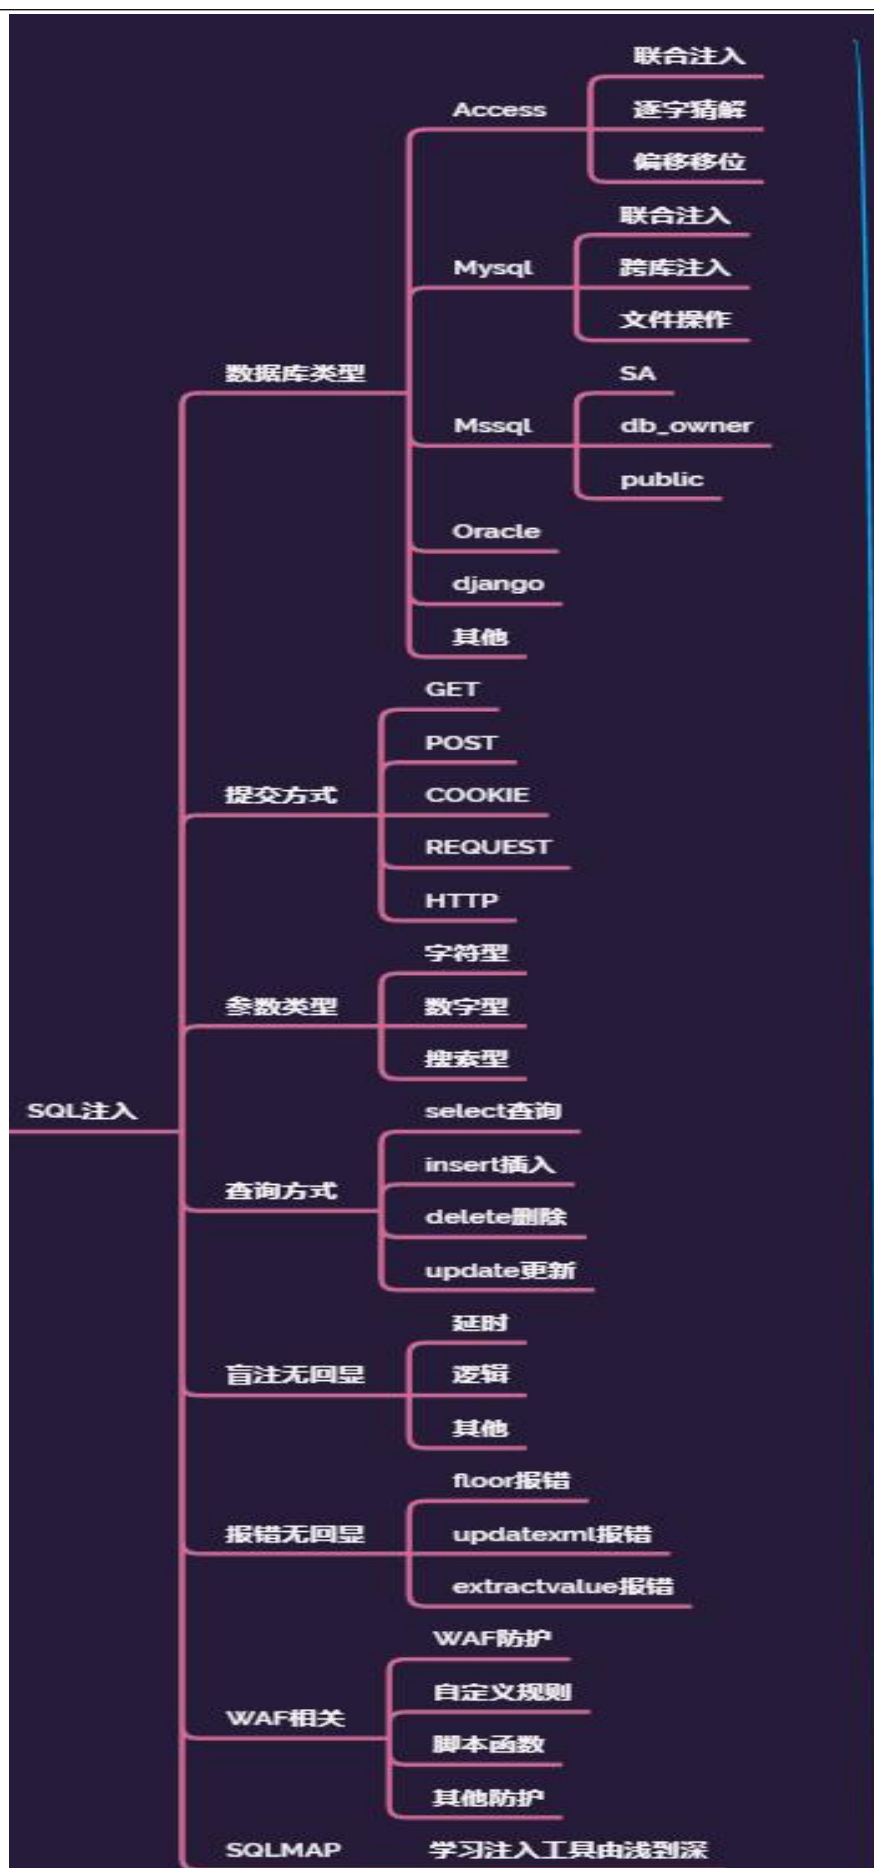 SQL注入
数据库类型
Access
联合注入
逐字猜解
偏移移位
Mysql
联合注入
跨库注入
文件操作
Mssql
SA
db_owner
public
Oracle
django
其他
提交方式
GET
POST
COOKIE
REQUEST
HTTP
参数类型
字符型
数字型
搜索型
查询方式
select查询
insert插入
delete删除
update更新
盲注无回显
延时
逻辑
其他
报错无回显
floor报错
updatexml报错
extractvalue报错
WAF相关
WAF防护
自定义规则
脚本函数
其他防护
SQLMAP
学习注入工具由浅到深